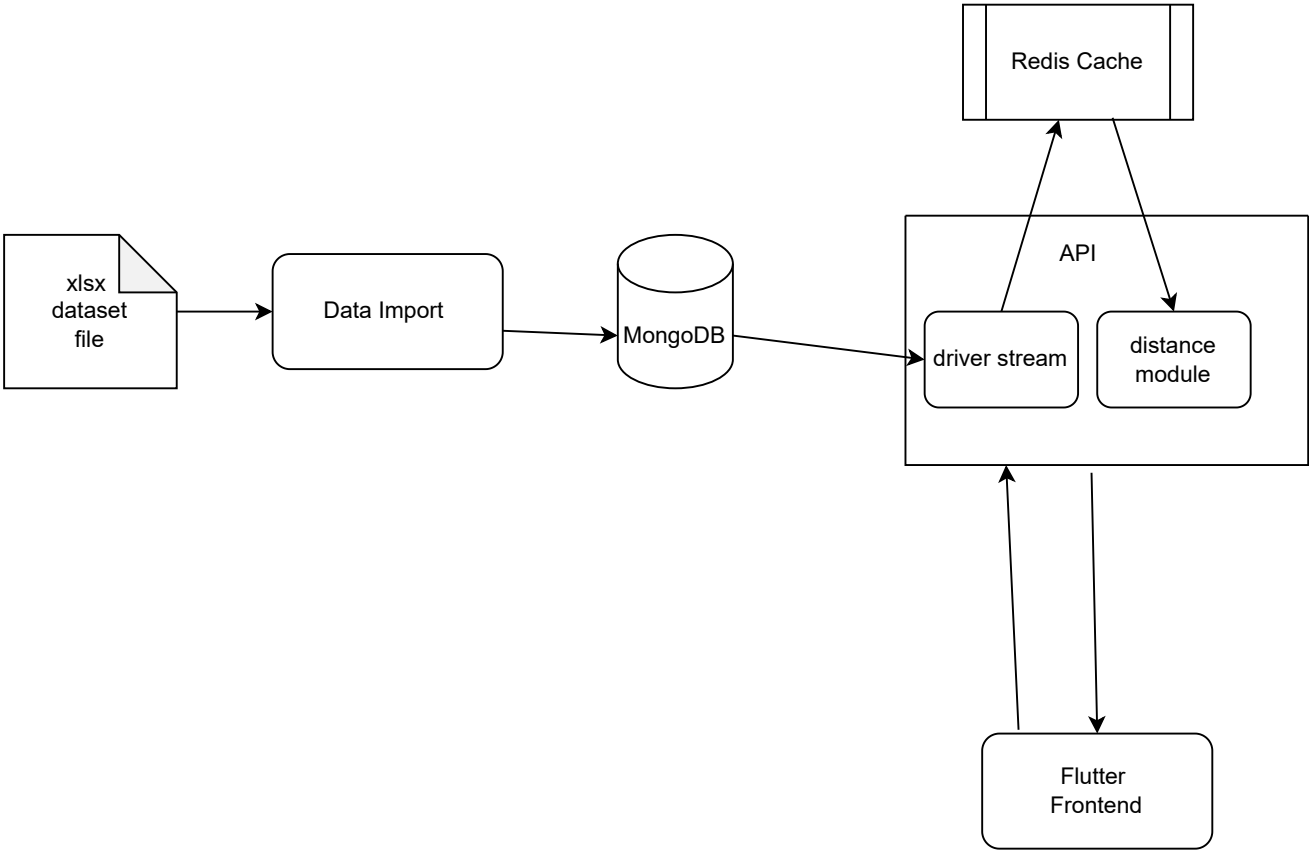 Redis Cache
API
xlsx
dataset
file
Data Import
MongoDB
driver stream
distance
module
Flutter
Frontend